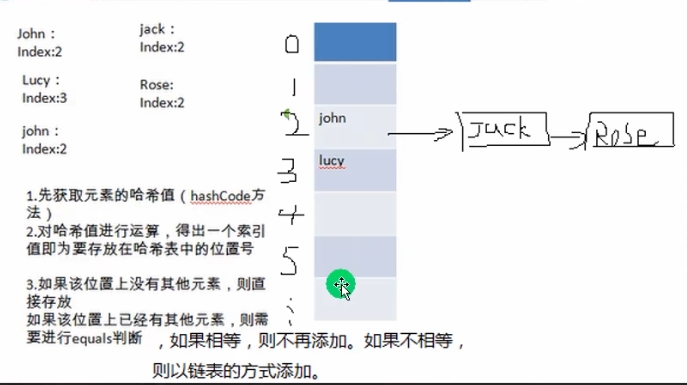 John：
Index:2
jack：
Index:2
Lucy：
Index:3
Rose:
Index:2
john：
Index:2
0
1
2
3
4
5
john
lucy
Jack
Rose
1.先获取元素的哈希值（hashCode方
法）
2.对哈希值进行运算，得出一个索引
值即为要存放在哈希表中的位置号
3.如果该位置上没有其他元素，则直
接存放
如果该位置上已经有其他元素，则需
要进行equals判断，如果相等，则不再添加。如果不相等，
则以链表的方式添加。